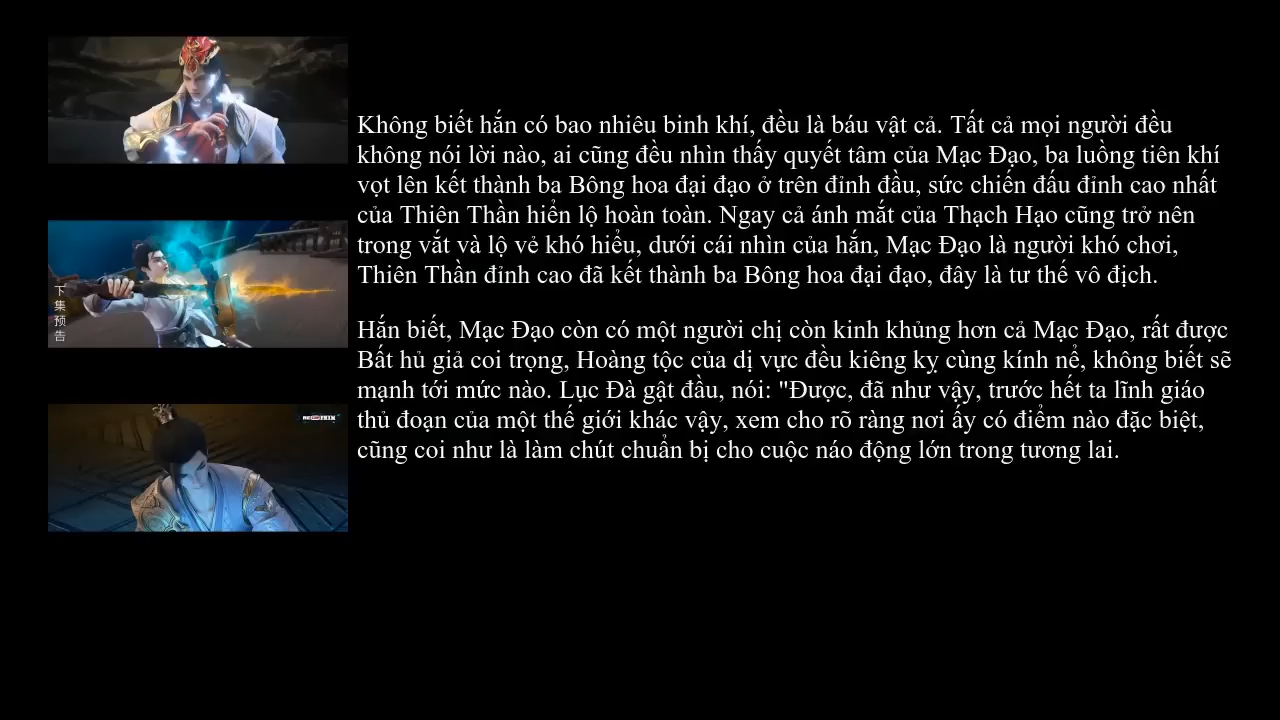 Không biết hắn có bao nhiêu binh khí, đều là báu vật cả. Tất cả mọi người đều
không nói lời nào, ai cũng đều nhìn thấy quyết tâm của Mạc Đạo, ba luồng tiên khí
vọt lên kết thành ba Bông hoa đại đạo ở trên đỉnh đầu, sức chiến đấu đỉnh cao nhất
của Thiên Thần hiển lộ hoàn toàn. Ngay cả ánh mắt của Thạch Hạo cũng trở nên
trong vắt và lộ vẻ khó hiểu, dưới cái nhìn của hắn, Mạc Đạo là người khó chơi,
Thiên Thần đỉnh cao đã kết thành ba Bông hoa đại đạo, đây là tư thế vô địch.
Hắn biết, Mạc Đạo còn có một người chị còn kinh khủng hơn cả Mạc Đạo, rất được
Bất hủ giả coi trọng, Hoàng tộc của dị vực đều kiêng kỵ cùng kính nể, không biết sẽ
mạnh tới mức nào. Lục Đà gật đầu, nói: "Được, đã như vậy, trước hết ta lĩnh giáo
thủ đoạn của một thế giới khác vậy, xem cho rõ ràng nơi ấy có điểm nào đặc biệt,
cũng coi như là làm chút chuẩn bị cho cuộc náo động lớn trong tương lai.
下集预告